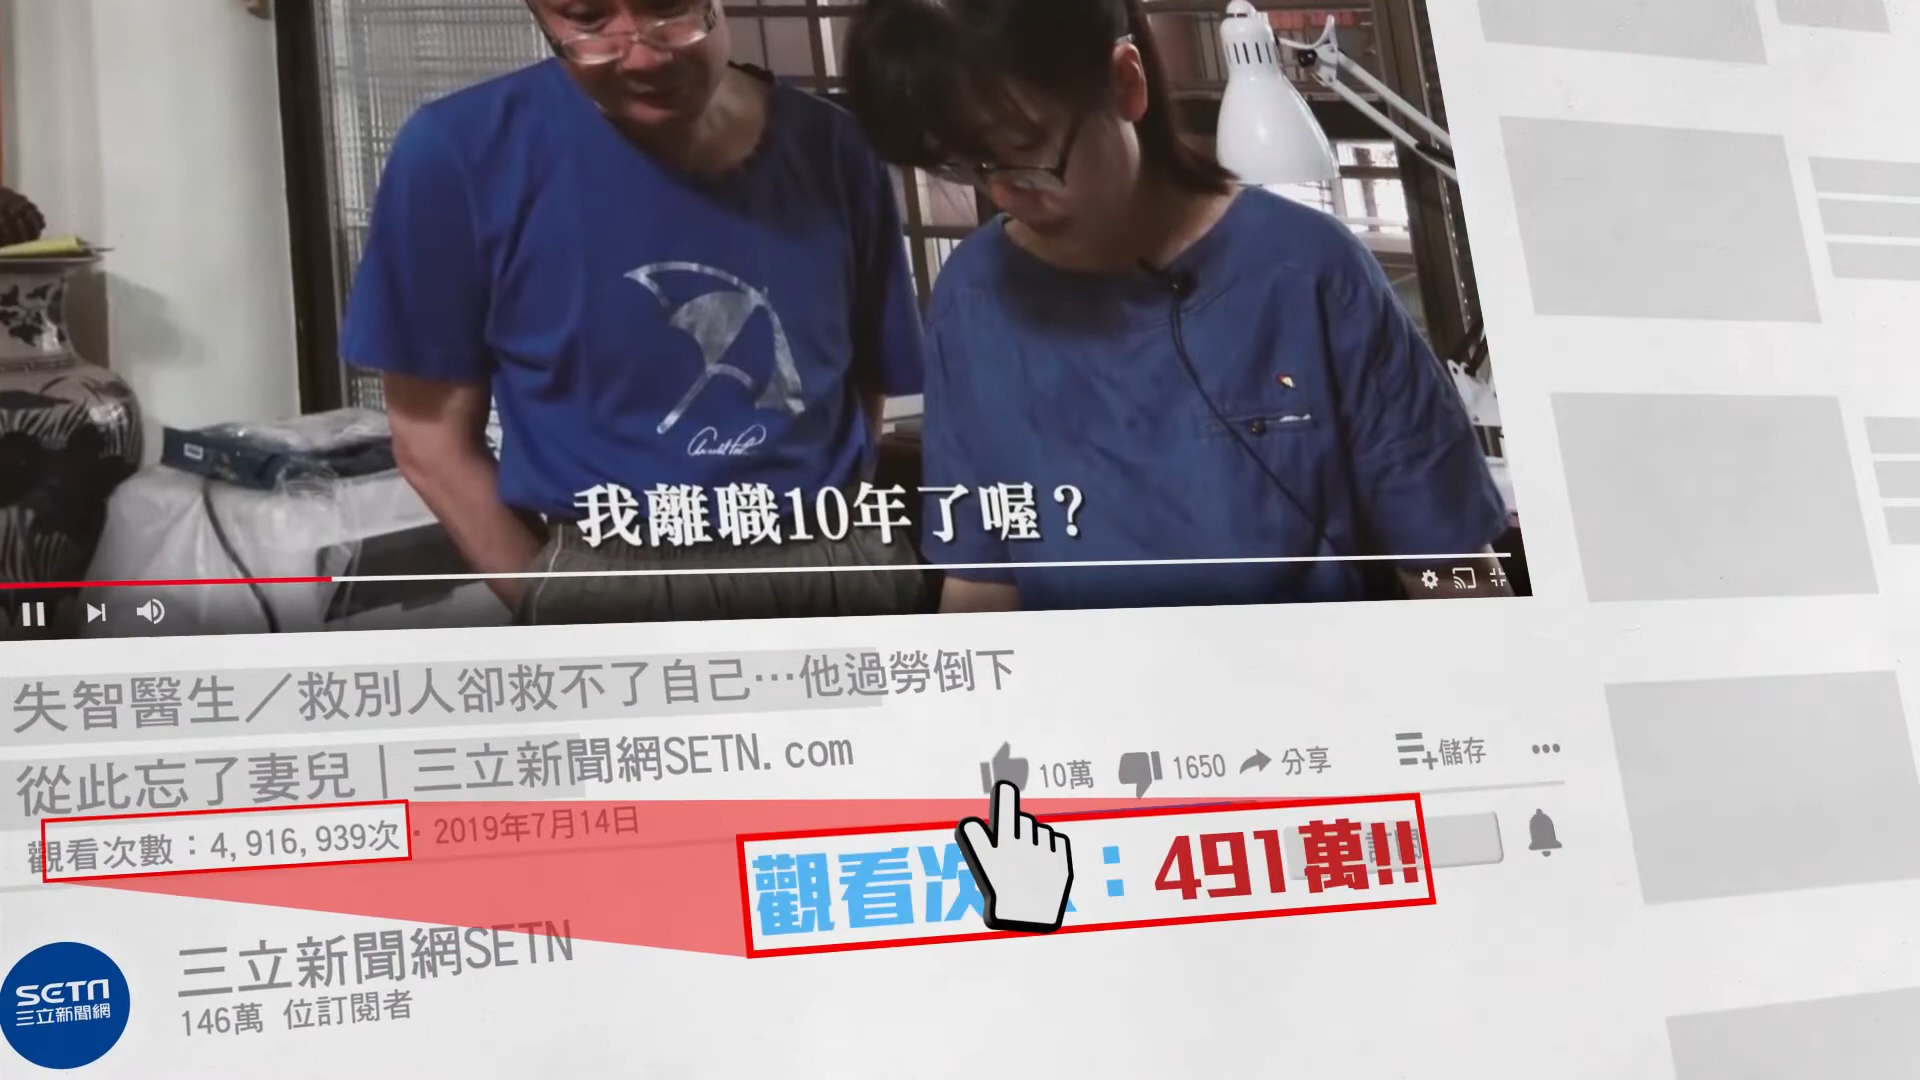 我離職10年了喔？
失智醫生／救別人卻救不了自己…他過勞倒下
從此忘了妻兒｜三立新聞網SETN.com
10萬
1650
分享
儲存
觀看次數：4,916,939次・2019年7月14日
觀看次
：491萬!!
三立新聞網SETN
146萬 位訂閱者
SETN
三立新聞網